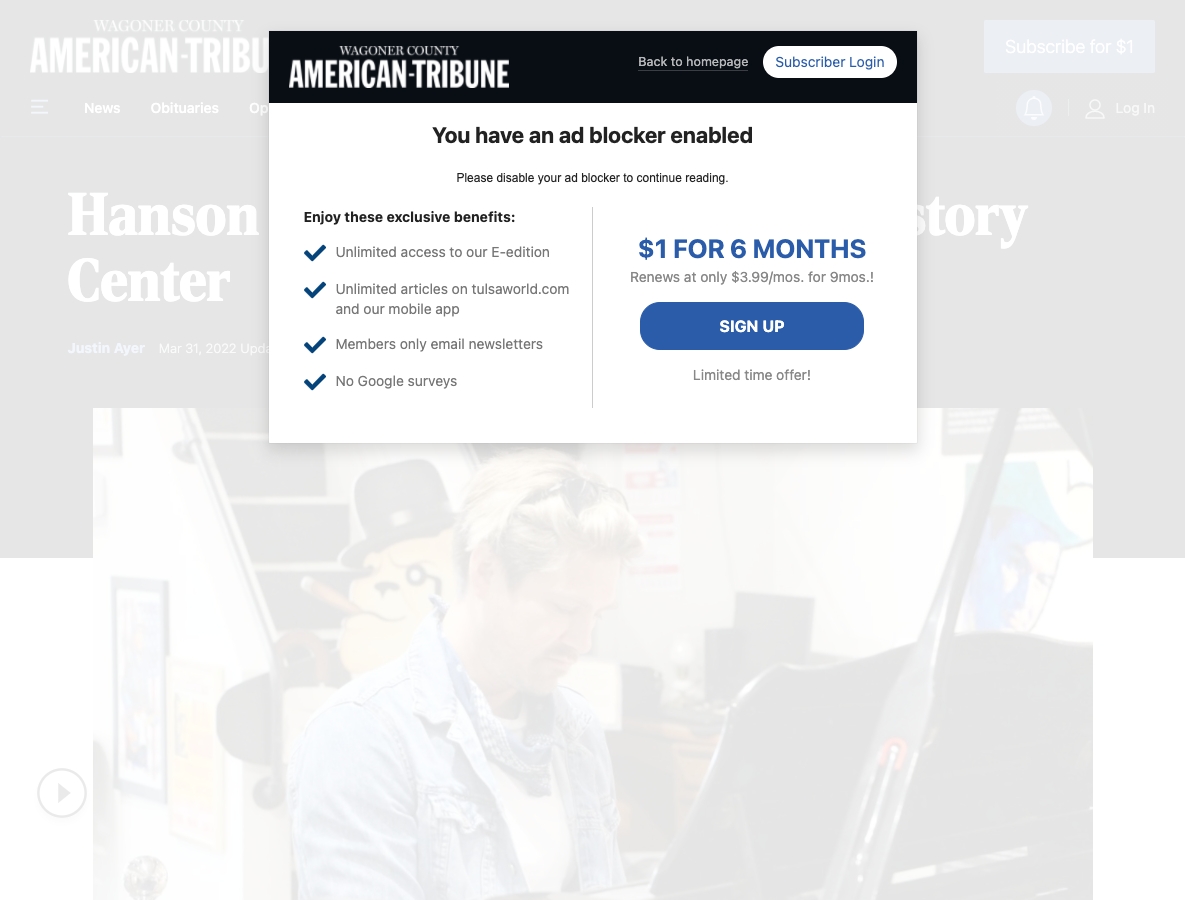 WAGONER COUNTY
AMERICAN-TRIBU
Subscribe for $1
News
Obituaries
Op
Log In
Hanson
story
Center
Justin Ayer
Mar 31, 2022
WAGONER COUNTY
AMERICAN-TRIBUNE
Back to homepage
Subscriber Login
You have an ad blocker enabled
Please disable your ad blocker to continue reading.
Enjoy these exclusive benefits:
Unlimited access to our E-edition
Unlimited articles on tulsaworld.com
and our mobile app
Members only email newsletters
No Google surveys
$1 FOR 6 MONTHS
Renews at only $3.99/mos. for 9mos.!
SIGN UP
Limited time offer!